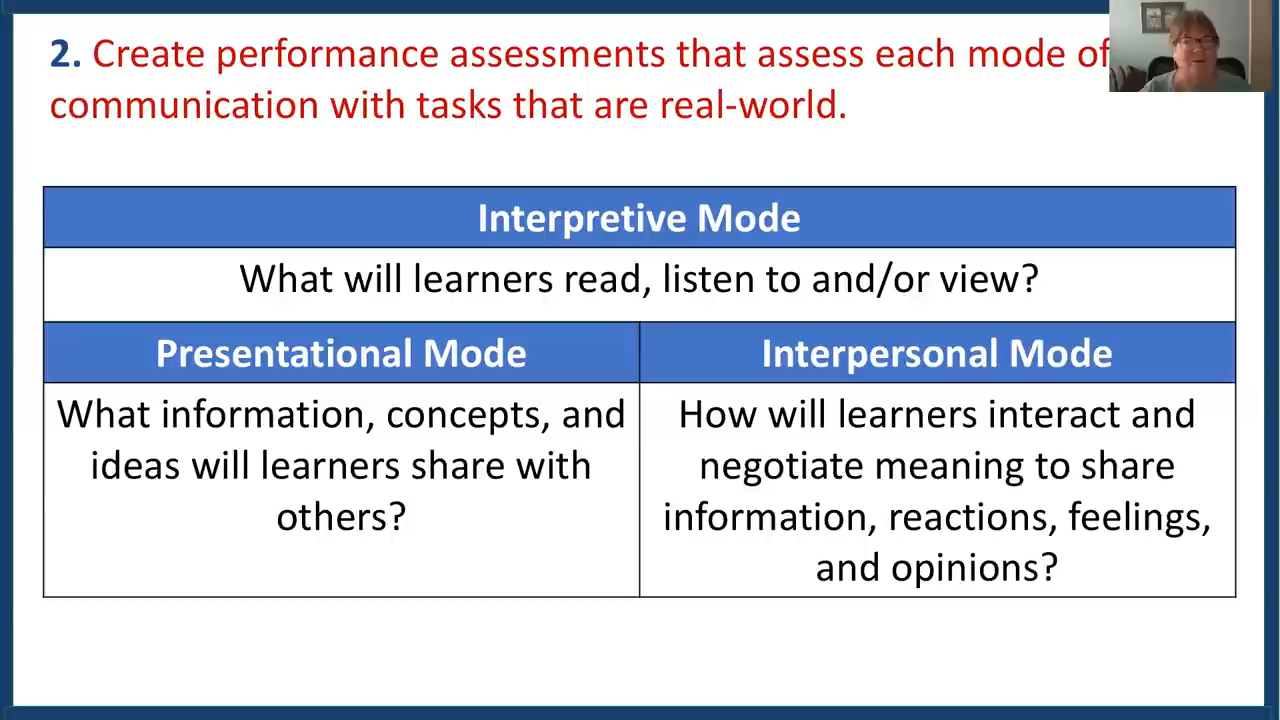 2. Create performance assessments that assess each mode of
communication with tasks that are real-world.
Interpretive Mode
What will learners read, listen to and/or view?
Presentational Mode
What information, concepts, and
ideas will learners share with
others?
Interpersonal Mode
How will learners interact and
negotiate meaning to share
information, reactions, feelings,
and opinions?